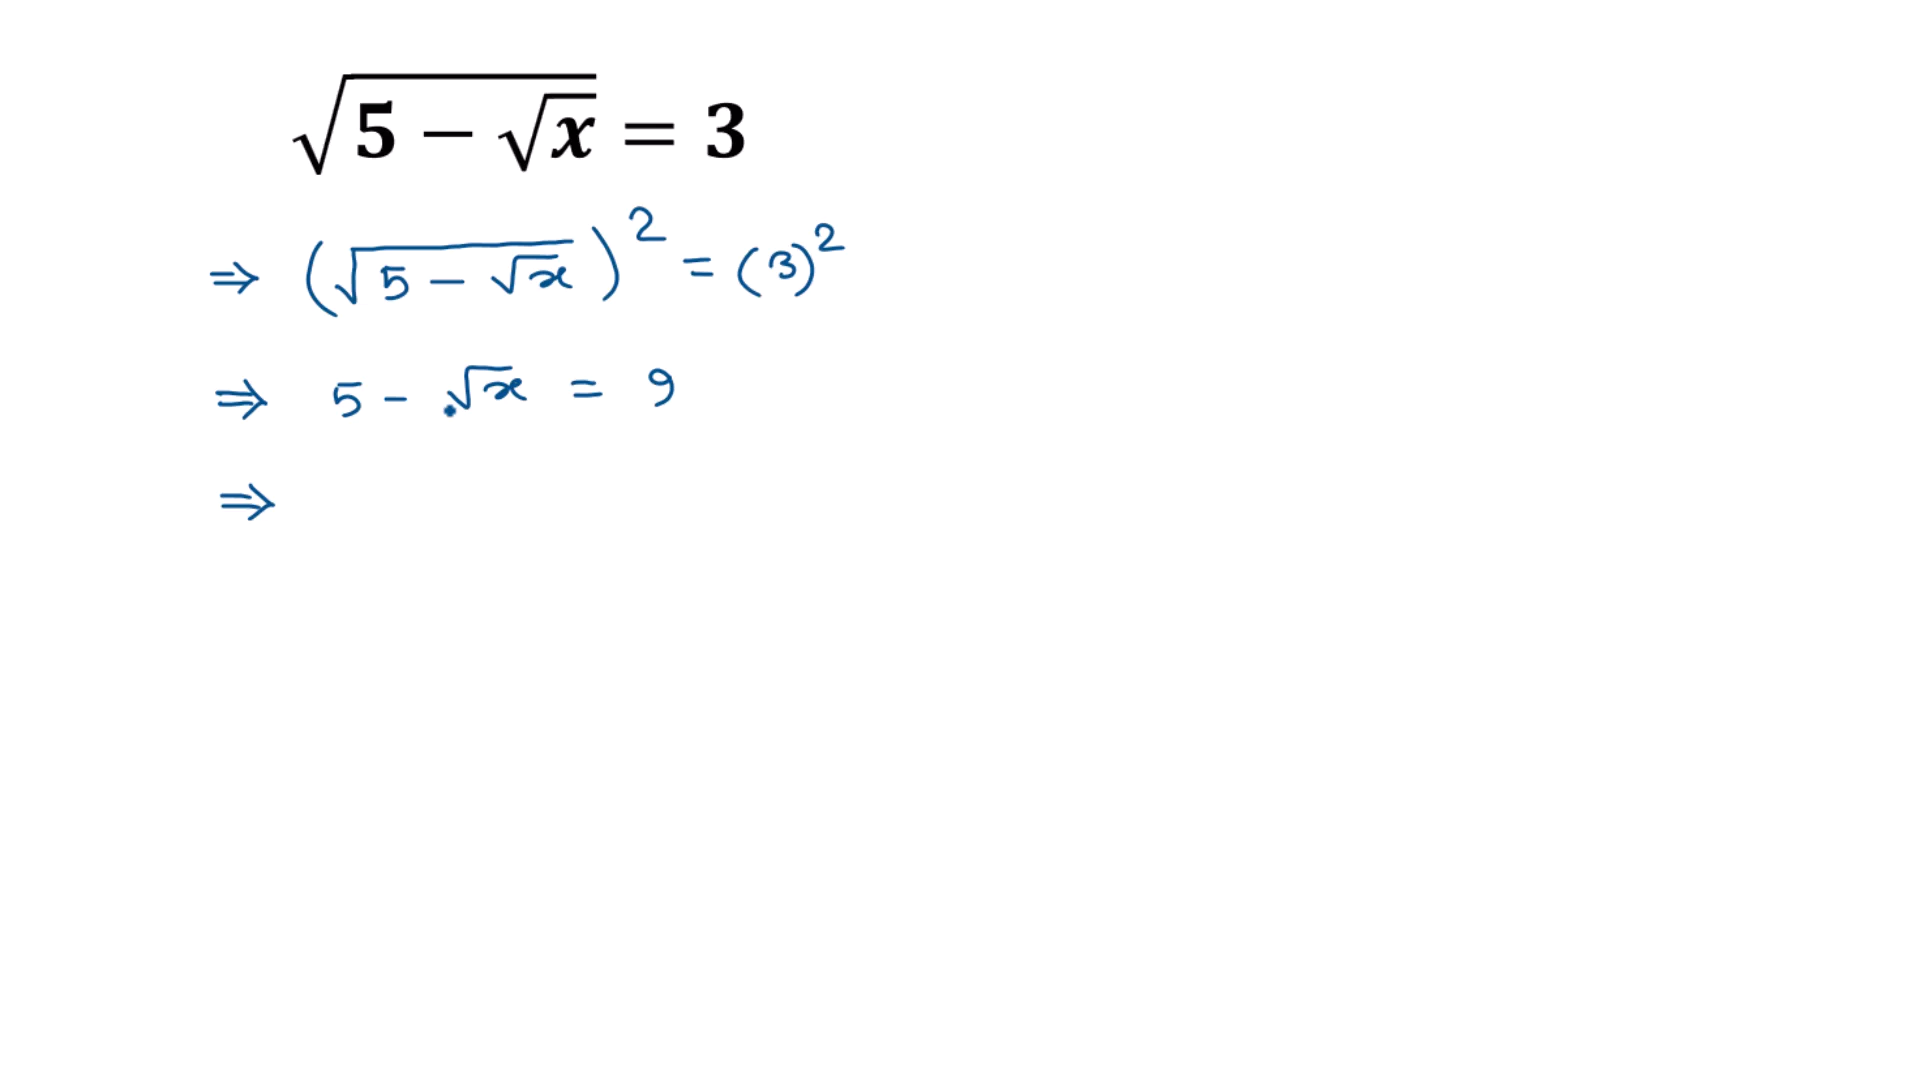 √(5 − √x) = 3
⇒ (√(5 − √x))² = (3)²
⇒ 5 − √x = 9
⇒